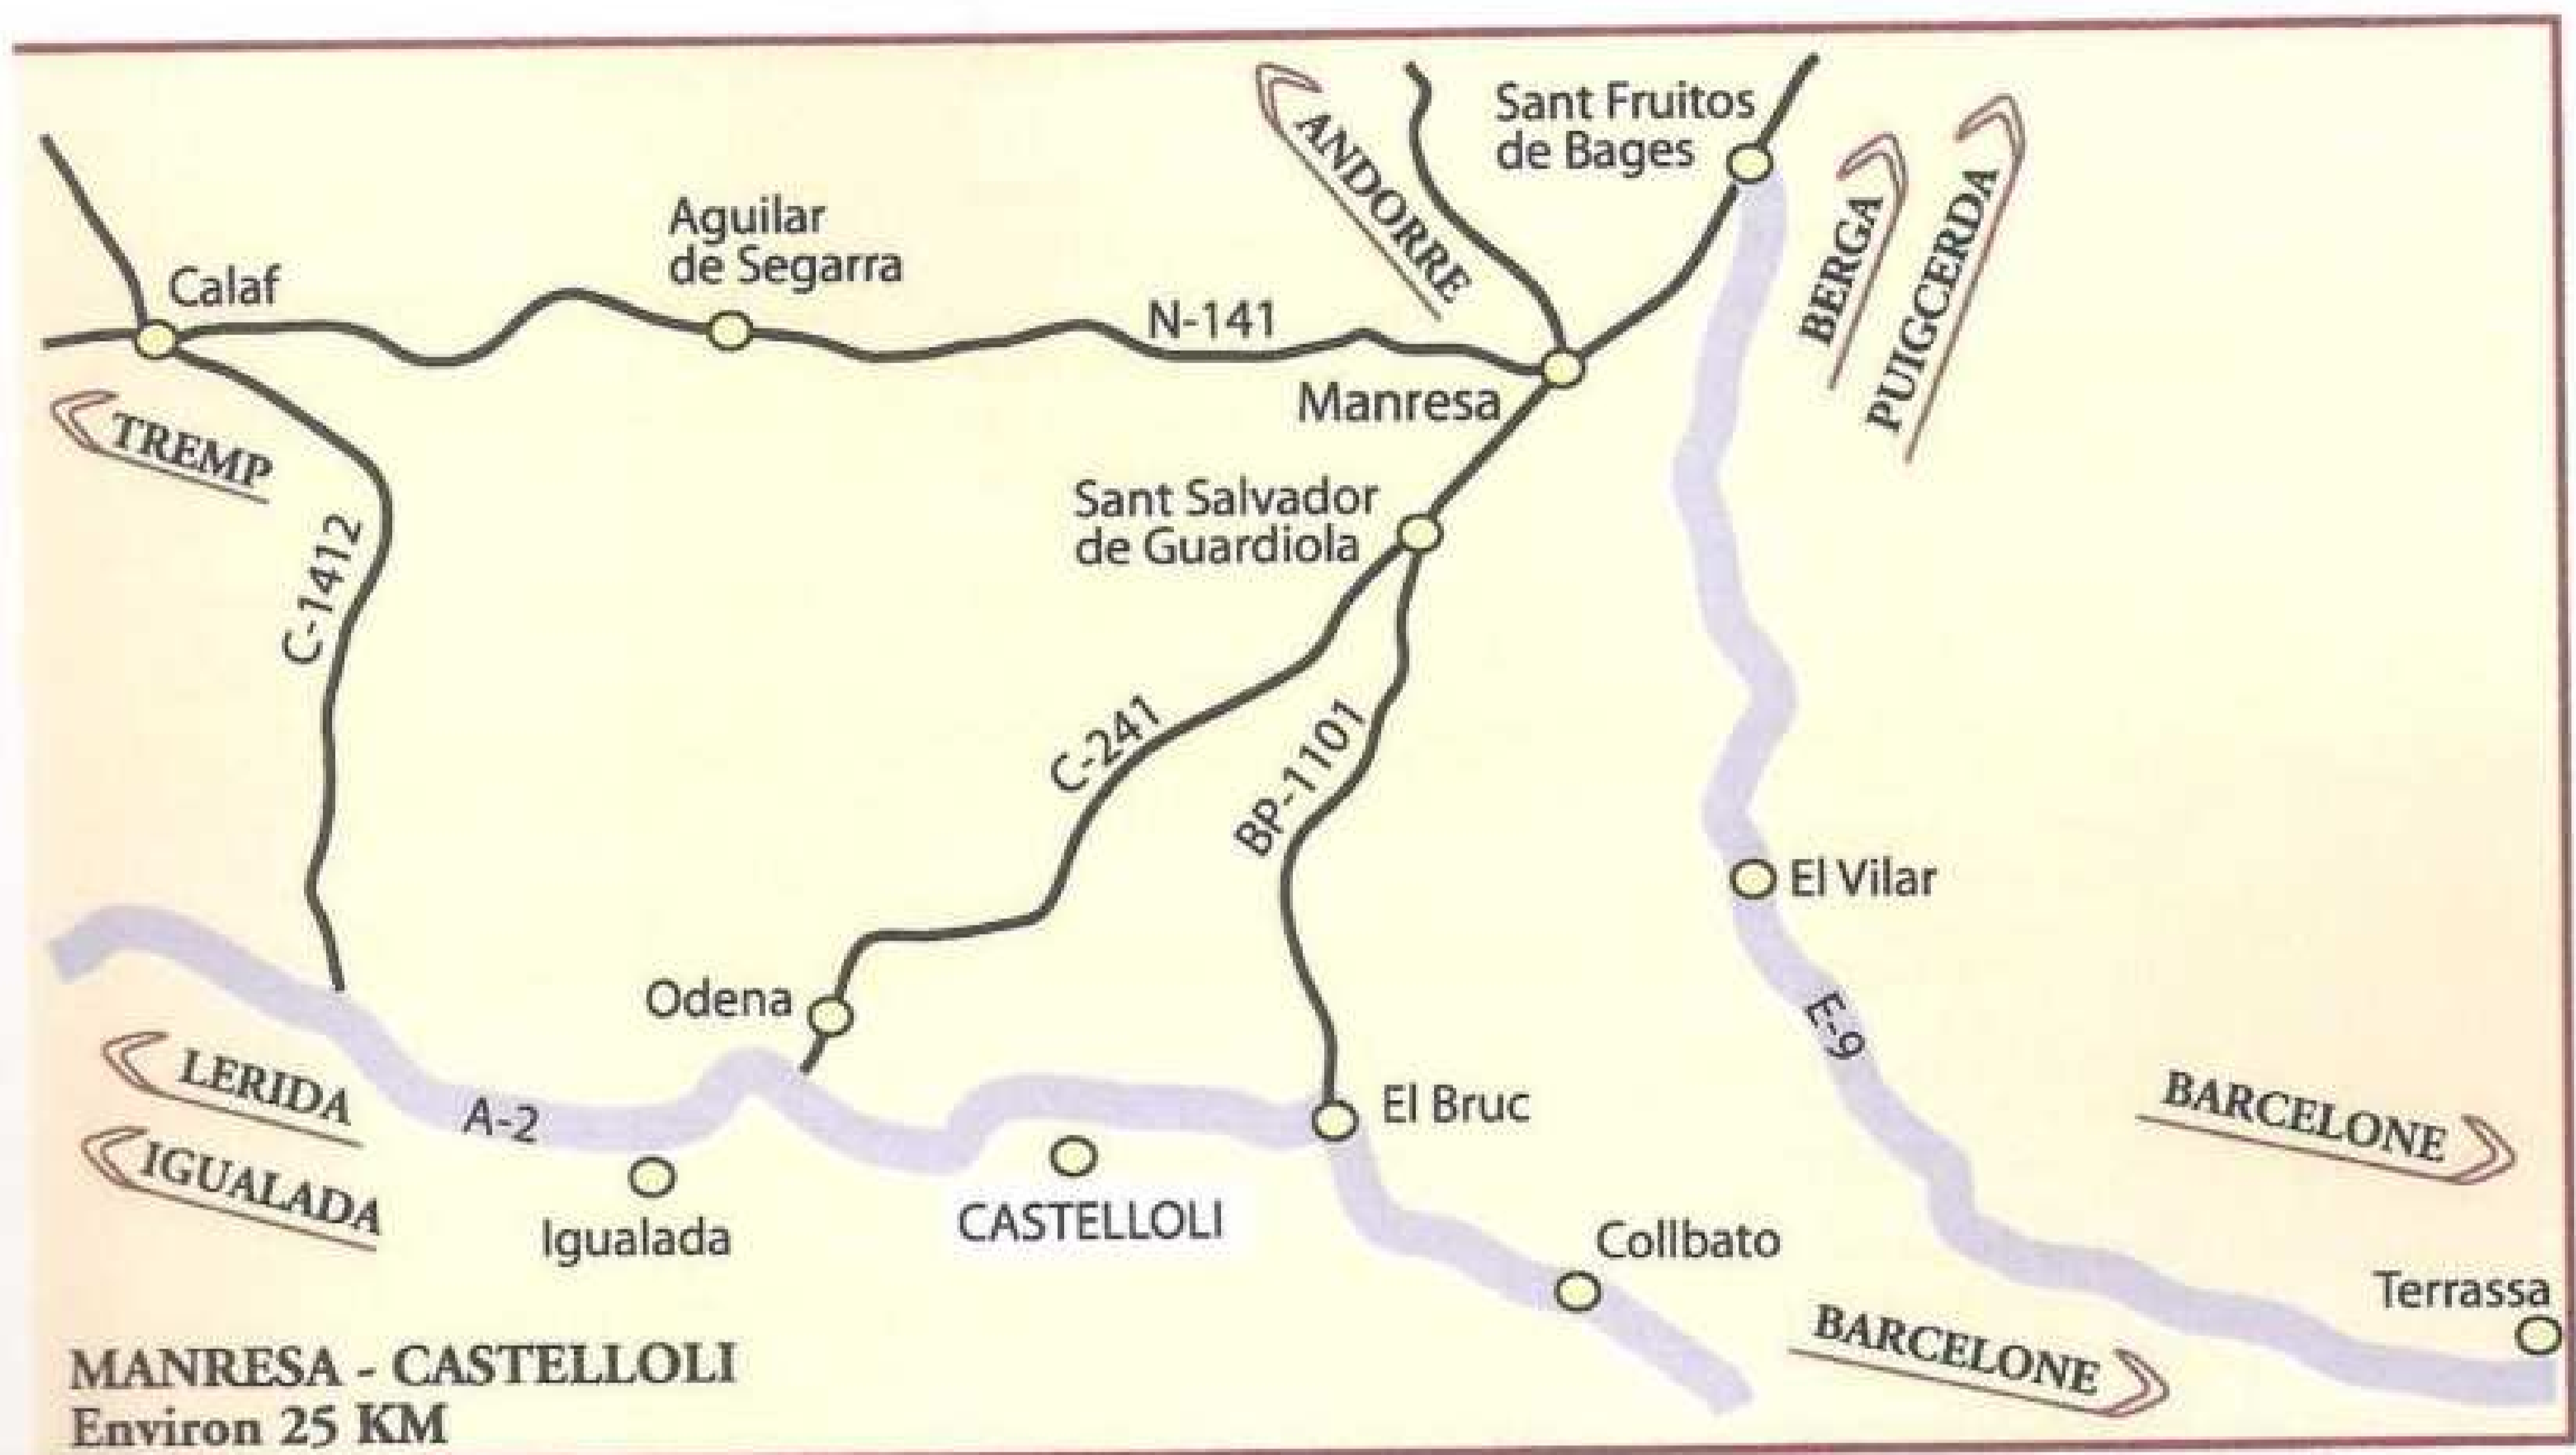 ANDORRE
Sant Fruitos
de Bages
BERGA
PUIGCERDA
Aguilar
de Segarra
Calaf
N-141
Manresa
TREMP
Sant Salvador
de Guardiola
C-1412
C-241
BP-1101
El Vilar
E-9
Odena
LERIDA
A-2
El Bruc
BARCELONE
IGUALADA
Igualada
CASTELLOLI
Collbato
Terrassa
BARCELONE
MANRESA - CASTELLOLI
Environ 25 KM